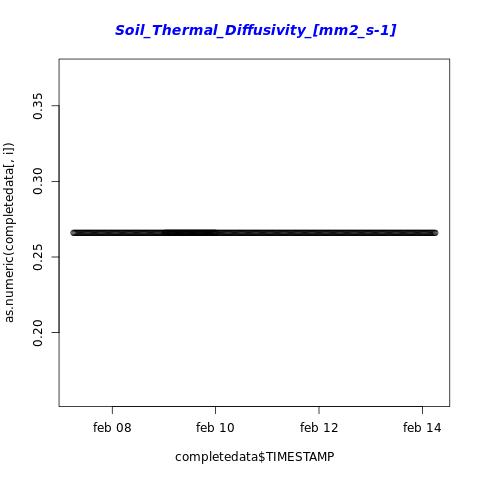 Soil_Thermal_Diffusivity_[mm2_s-1]
as.numeric(completedata[, i])
0.35
0.30
0.25
0.20
feb 08
feb 10
feb 12
feb 14
completedata$TIMESTAMP